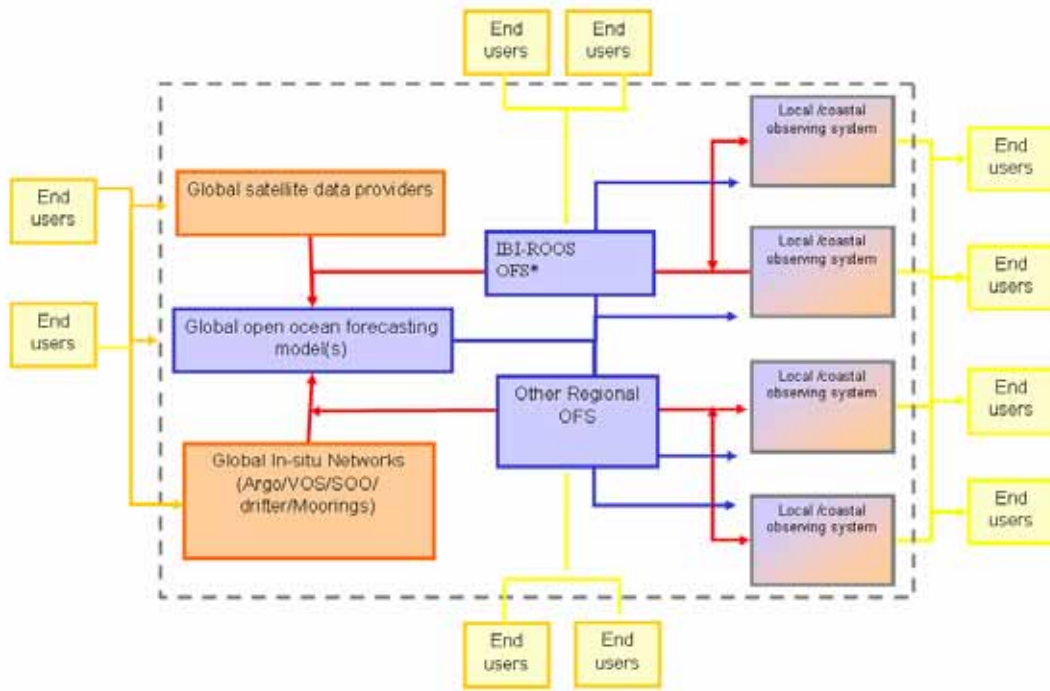 End
users
End
users
Local /coastal
observing system
End
users
Global satellite data providers
End
users
IBI-ROOS
OFS*
Local /coastal
observing system
End
users
End
users
Global open ocean forecasting
model(s)
Other Regional
OFS
Local /coastal
observing system
End
users
Global In-situ Networks
(Argo/VOS/SOO/
drifter/Moorings)
Local /coastal
observing system
End
users
End
users
End
users